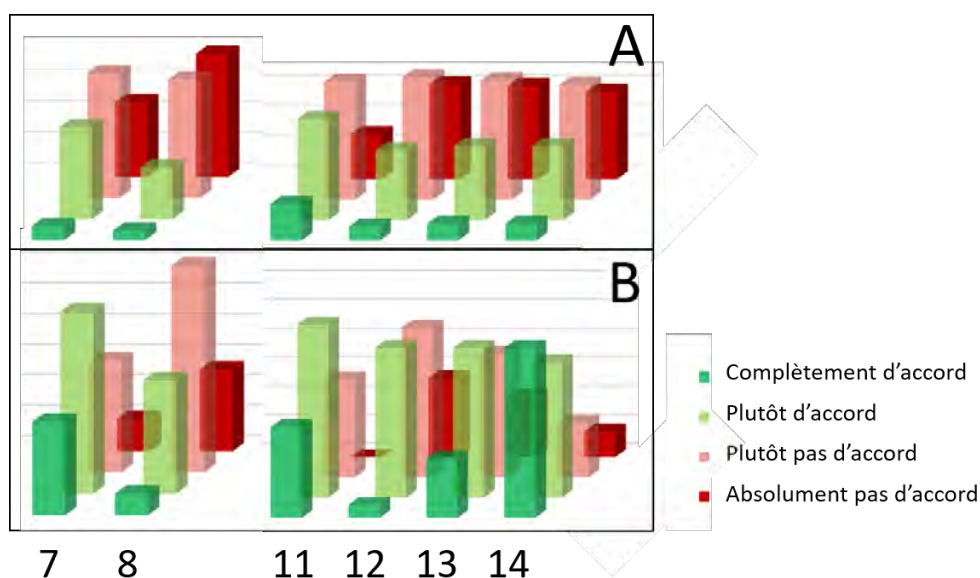 A
B
Complètement d'accord
Plutôt d'accord
Plutôt pas d'accord
Absolument pas d'accord
7 8 11 12 13 14